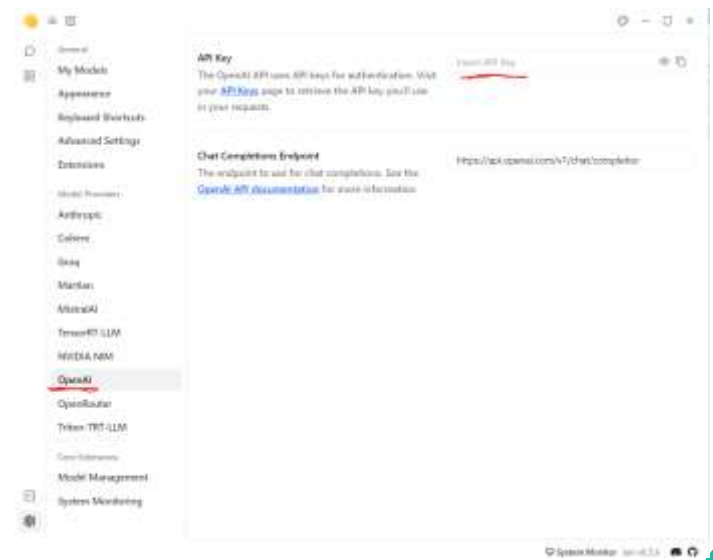 General
My Models
Appearance
Keyboard Shortcuts
Advanced Settings
Extensions
Model Providers
Anthropic
Cohere
Groq
Martian
MistralAI
TensorRT-LLM
NVIDIA NIM
OpenAI
OpenRouter
Triton-TRT-LLM
Core Extensions
Model Management
System Monitoring
API Key
The OpenAI API uses API keys for authentication. Visit
your API Keys page to retrieve the API key you'll use
in your requests.
Insert API Key
Chat Completions Endpoint
The endpoint to use for chat completions. See the
OpenAI API documentation for more information.
https://api.openai.com/v1/chat/completior
System Monitor